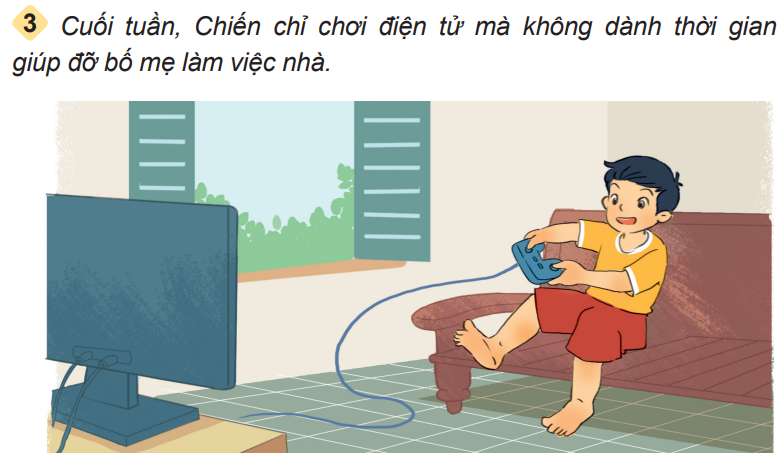 3 Cuối tuần, Chiến chỉ chơi điện tử mà không dành thời gian
giúp đỡ bố mẹ làm việc nhà.